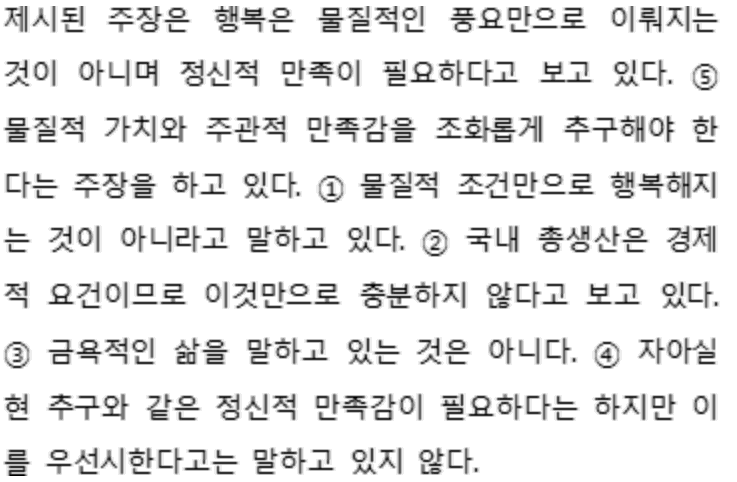 제시된 주장은 행복은 물질적인 풍요만으로 이뤄지는
것이 아니며 정신적 만족이 필요하다고 보고 있다. ⑤
물질적 가치와 주관적 만족감을 조화롭게 추구해야 한
다는 주장을 하고 있다. ① 물질적 조건만으로 행복해지
는 것이 아니라고 말하고 있다. ② 국내 총생산은 경제
적 요건이므로 이것만으로 충분하지 않다고 보고 있다.
③ 금욕적인 삶을 말하고 있는 것은 아니다. ④ 자아실
현 추구와 같은 정신적 만족감이 필요하다는 하지만 이
를 우선시한다고는 말하고 있지 않다.